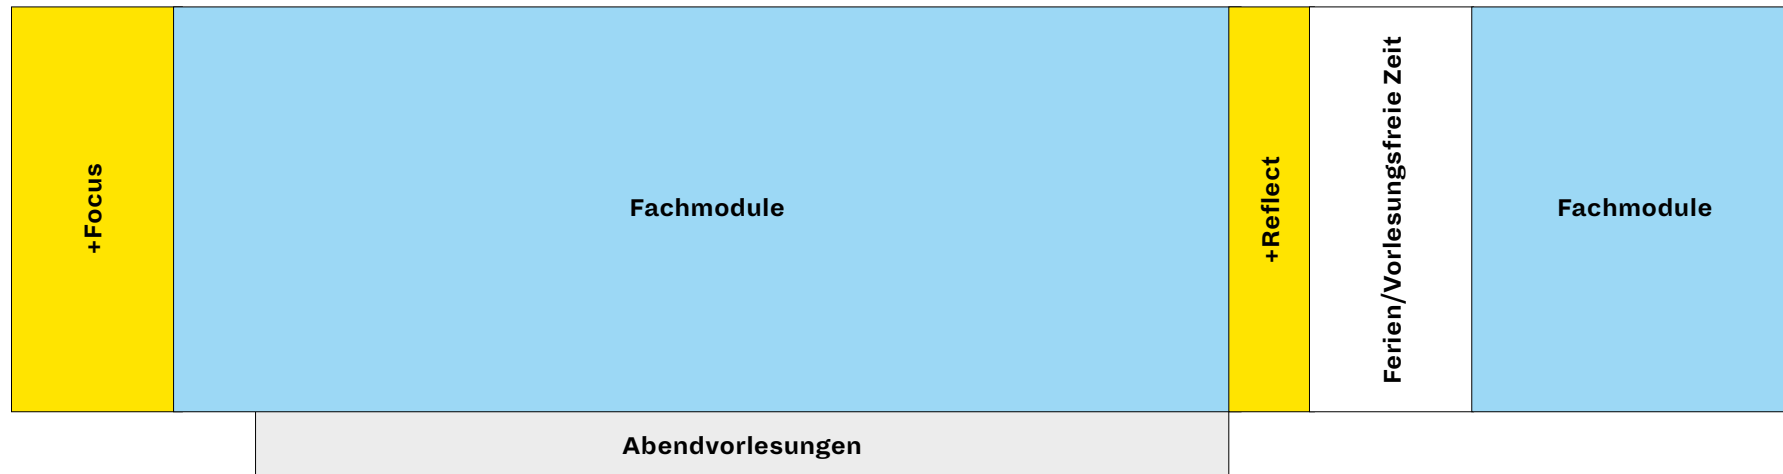 +Focus
Fachmodule
+Reflect
Ferien/Vorlesungsfreie Zeit
Fachmodule
Abendvorlesungen